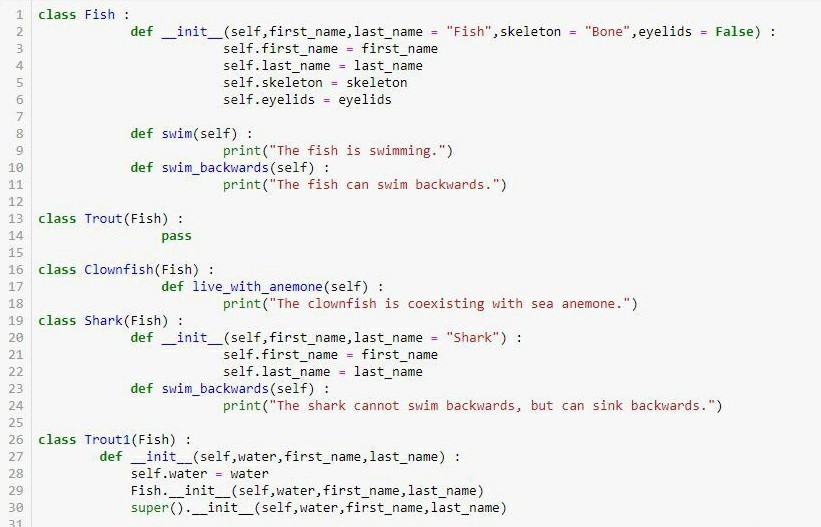 1 class Fish :
2 def __init__(self,first_name,last_name = "Fish",skeleton = "Bone",eyelids = False) :
3 self.first_name = first_name
4 self.last_name = last_name
5 self.skeleton = skeleton
6 self.eyelids = eyelids
7
8 def swim(self) :
9 print("The fish is swimming.")
10 def swim_backwards(self) :
11 print("The fish can swim backwards.")
12
13 class Trout(Fish) :
14 pass
15
16 class Clownfish(Fish) :
17 def live_with_anemone(self) :
18 print("The clownfish is coexisting with sea anemone.")
19 class Shark(Fish) :
20 def __init__(self,first_name,last_name = "Shark") :
21 self.first_name = first_name
22 self.last_name = last_name
23 def swim_backwards(self) :
24 print("The shark cannot swim backwards, but can sink backwards.")
25
26 class Trout1(Fish) :
27 def __init__(self,water,first_name,last_name) :
28 self.water = water
29 Fish.__init__(self,water,first_name,last_name)
30 super().__init__(self,water,first_name,last_name)
31